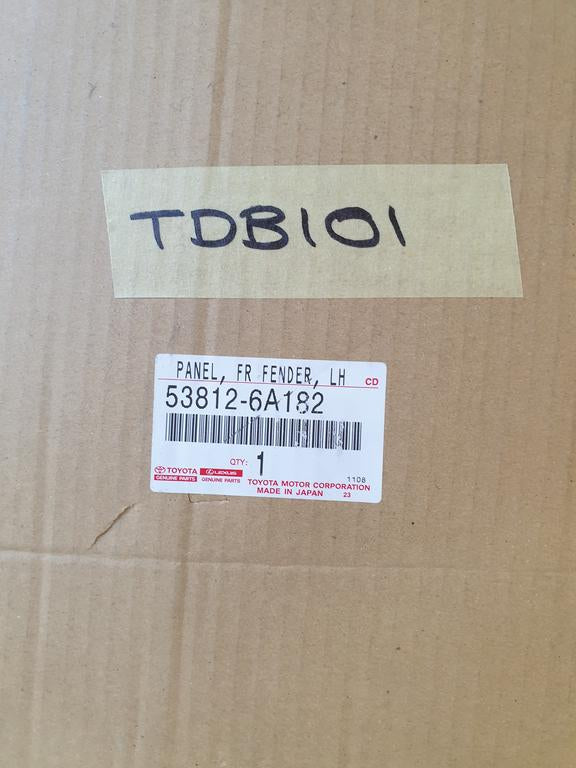 TDB101
PANEL, FR FENDER, LH
CD
53812-6A182
QTY: 1
1108
TOYOTA
GENUINE PARTS
LEXUS
GENUINE PARTS
TOYOTA MOTOR CORPORATION
MADE IN JAPAN 23